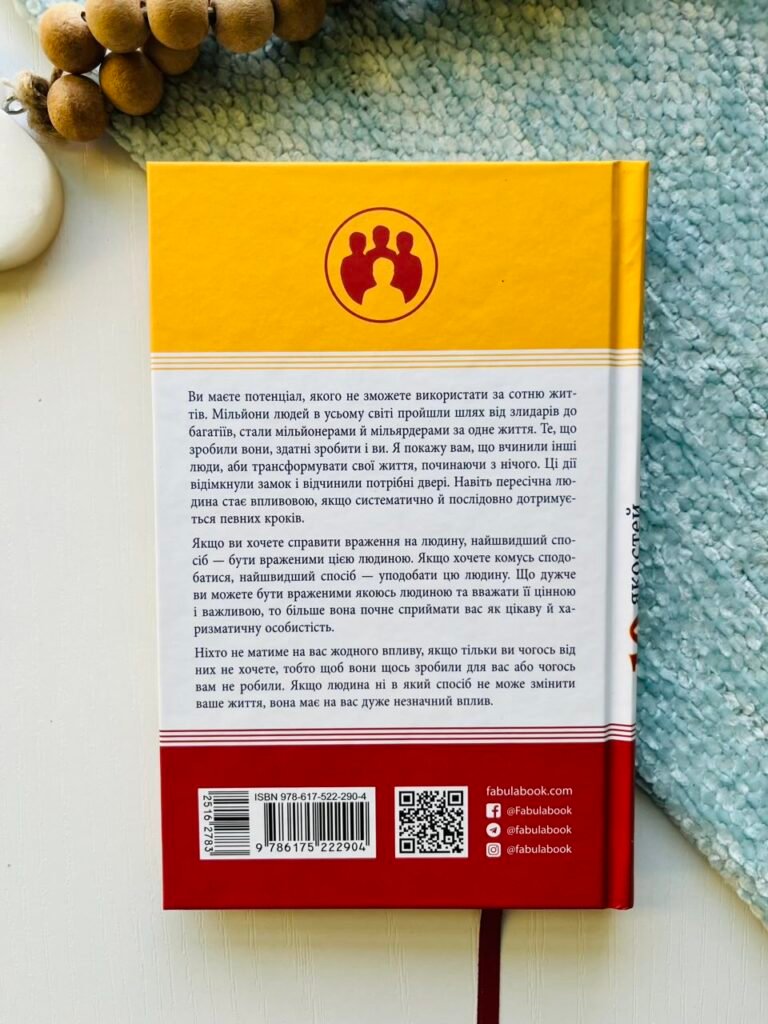 Ви маєте потенціал, якого не зможете використати за сотню жит-
тів. Мільйони людей в усьому світі пройшли шлях від злидарів до
багатіїв, стали мільйонерами й мільярдерами за одне життя. Те, що
зробили вони, здатні зробити і ви. Я покажу вам, що вчинили інші
люди, аби трансформувати свої життя, починаючи з нічого. Ці дії
відімкнули замок і відчинили потрібні двері. Навіть пересічна лю-
дина стає впливовою, якщо систематично й послідовно дотримує-
ться певних кроків.
Якщо ви хочете справити враження на людину, найшвидший спо-
сіб — бути враженими цією людиною. Якщо хочете комусь сподо-
батися, найшвидший спосіб — уподобати цю людину. Що дужче
ви можете бути враженими якоюсь людиною та вважати її цінною
і важливою, то більше вона почне сприймати вас як цікаву й ха-
ризматичну особистість.
Ніхто не матиме на вас жодного впливу, якщо тільки ви чогось від
них не хочете, тобто щоб вони щось зробили для вас або чогось
вам не робили. Якщо людина ні в який спосіб не може змінити
ваше життя, вона має на вас дуже незначний вплив.
якостей
ISBN 978-617-522-290-4
2516 2783
9 786175 222904
fabulabook.com
@Fabulabook
@fabulabook
@fabulabook